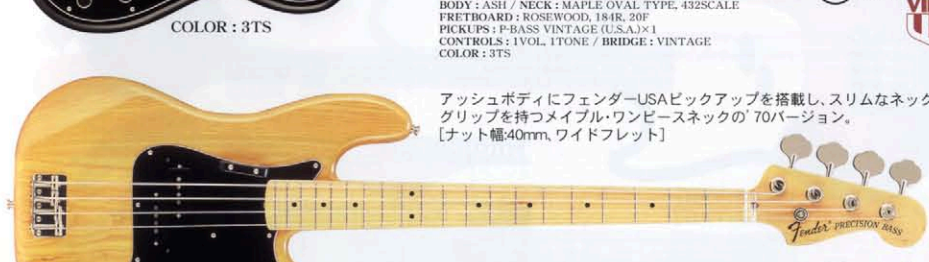 COLOR : 3TS
BODY : ASH / NECK : MAPLE OVAL TYPE, 432SCALE
FRETBOARD : ROSEWOOD, 184R, 20F
PICKUPS : P-BASS VINTAGE (U.S.A.)×1
CONTROLS : 1VOL, 1TONE / BRIDGE : VINTAGE
COLOR : 3TS
アッシュボディにフェンダーUSAピックアップを搭載し、スリムなネック
グリップを持つメイプル・ワンピースネックの'70バージョン。
[ナット幅:40mm、ワイドフレット]
Fender PRECISION BASS